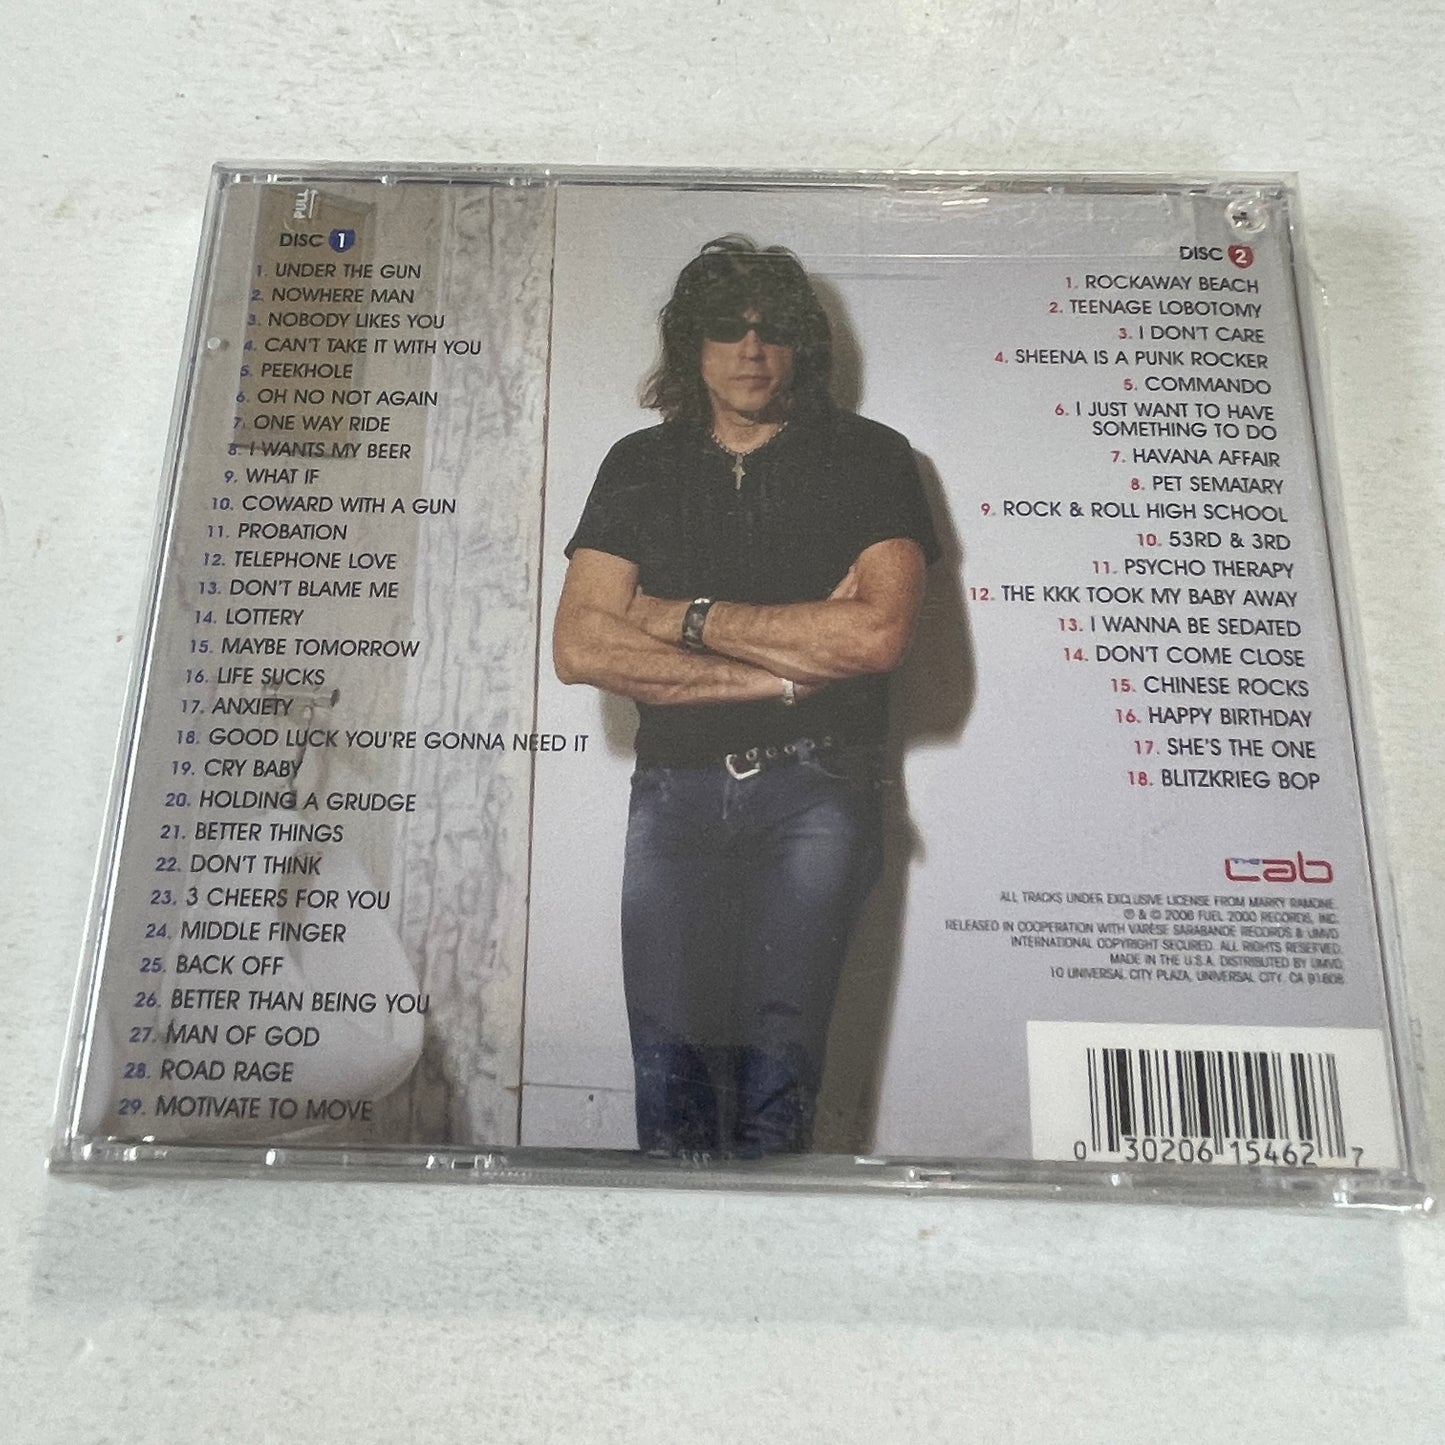 PULL
DISC 1
1. UNDER THE GUN
2. NOWHERE MAN
3. NOBODY LIKES YOU
4. CAN'T TAKE IT WITH YOU
5. PEEKHOLE
6. OH NO NOT AGAIN
7. ONE WAY RIDE
8. I WANTS MY BEER
9. WHAT IF
10. COWARD WITH A GUN
11. PROBATION
12. TELEPHONE LOVE
13. DON'T BLAME ME
14. LOTTERY
15. MAYBE TOMORROW
16. LIFE SUCKS
17. ANXIETY
18. GOOD LUCK YOU'RE GONNA NEED IT
19. CRY BABY
20. HOLDING A GRUDGE
21. BETTER THINGS
22. DON'T THINK
23. 3 CHEERS FOR YOU
24. MIDDLE FINGER
25. BACK OFF
26. BETTER THAN BEING YOU
27. MAN OF GOD
28. ROAD RAGE
29. MOTIVATE TO MOVE
DISC 2
1. ROCKAWAY BEACH
2. TEENAGE LOBOTOMY
3. I DON'T CARE
4. SHEENA IS A PUNK ROCKER
5. COMMANDO
6. I JUST WANT TO HAVE
SOMETHING TO DO
7. HAVANA AFFAIR
8. PET SEMATARY
9. ROCK & ROLL HIGH SCHOOL
10. 53RD & 3RD
11. PSYCHO THERAPY
12. THE KKK TOOK MY BABY AWAY
13. I WANNA BE SEDATED
14. DON'T COME CLOSE
15. CHINESE ROCKS
16. HAPPY BIRTHDAY
17. SHE'S THE ONE
18. BLITZKRIEG BOP
THE cab
ALL TRACKS UNDER EXCLUSIVE LICENSE FROM MARKY RAMONE.
℗ & © 2006 FUEL 2000 RECORDS, INC.
RELEASED IN COOPERATION WITH VARÈSE SARABANDE RECORDS & UMVD
INTERNATIONAL COPYRIGHT SECURED. ALL RIGHTS RESERVED.
MADE IN THE U.S.A. DISTRIBUTED BY UMVD,
10 UNIVERSAL CITY PLAZA, UNIVERSAL CITY, CA 91608
0 30206 15462 7